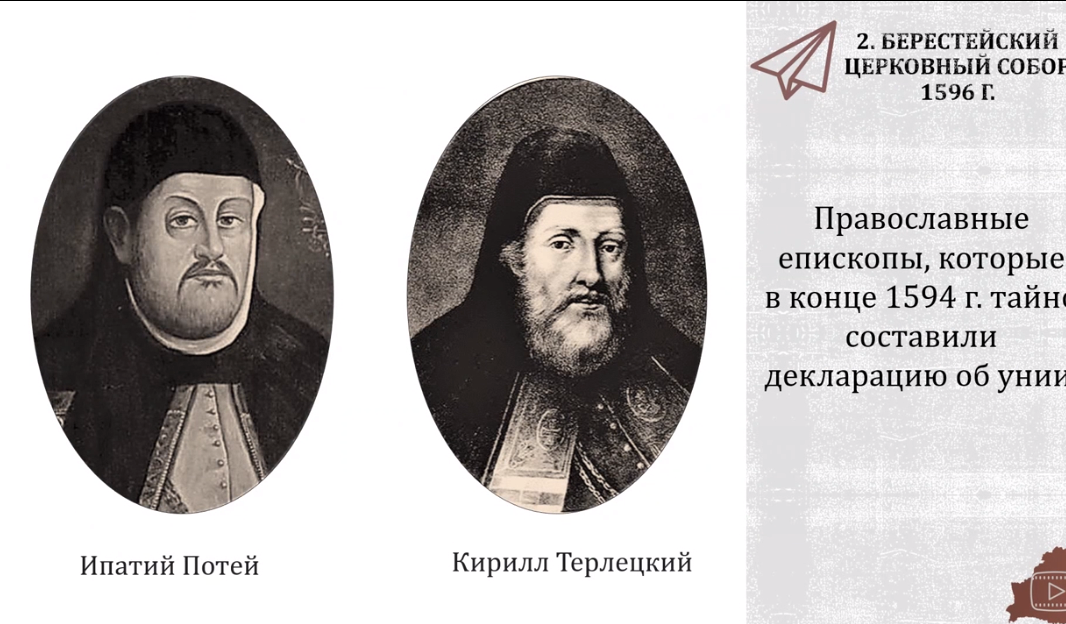 2. БЕРЕСТЕЙСКИЙ
ЦЕРКОВНЫЙ СОБОР
1596 Г.
Православные
епископы, которые
в конце 1594 г. тайно
составили
декларацию об унии
Ипатий Потей
Кирилл Терлецкий